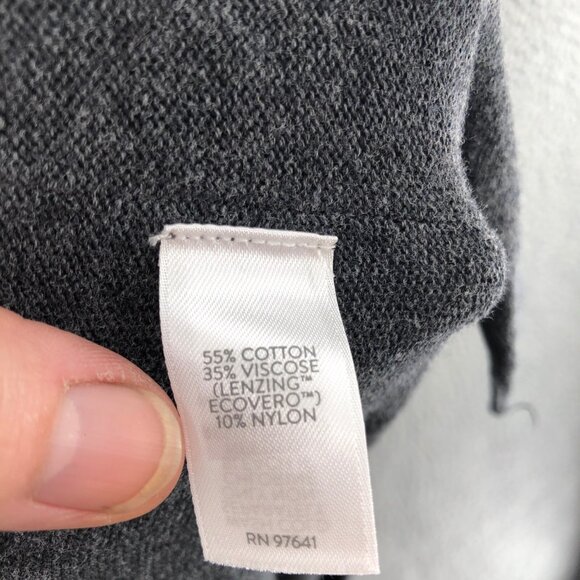 55% COTTON
35% VISCOSE
(LENZING™
ECOVERO™)
10% NYLON
RN 97641